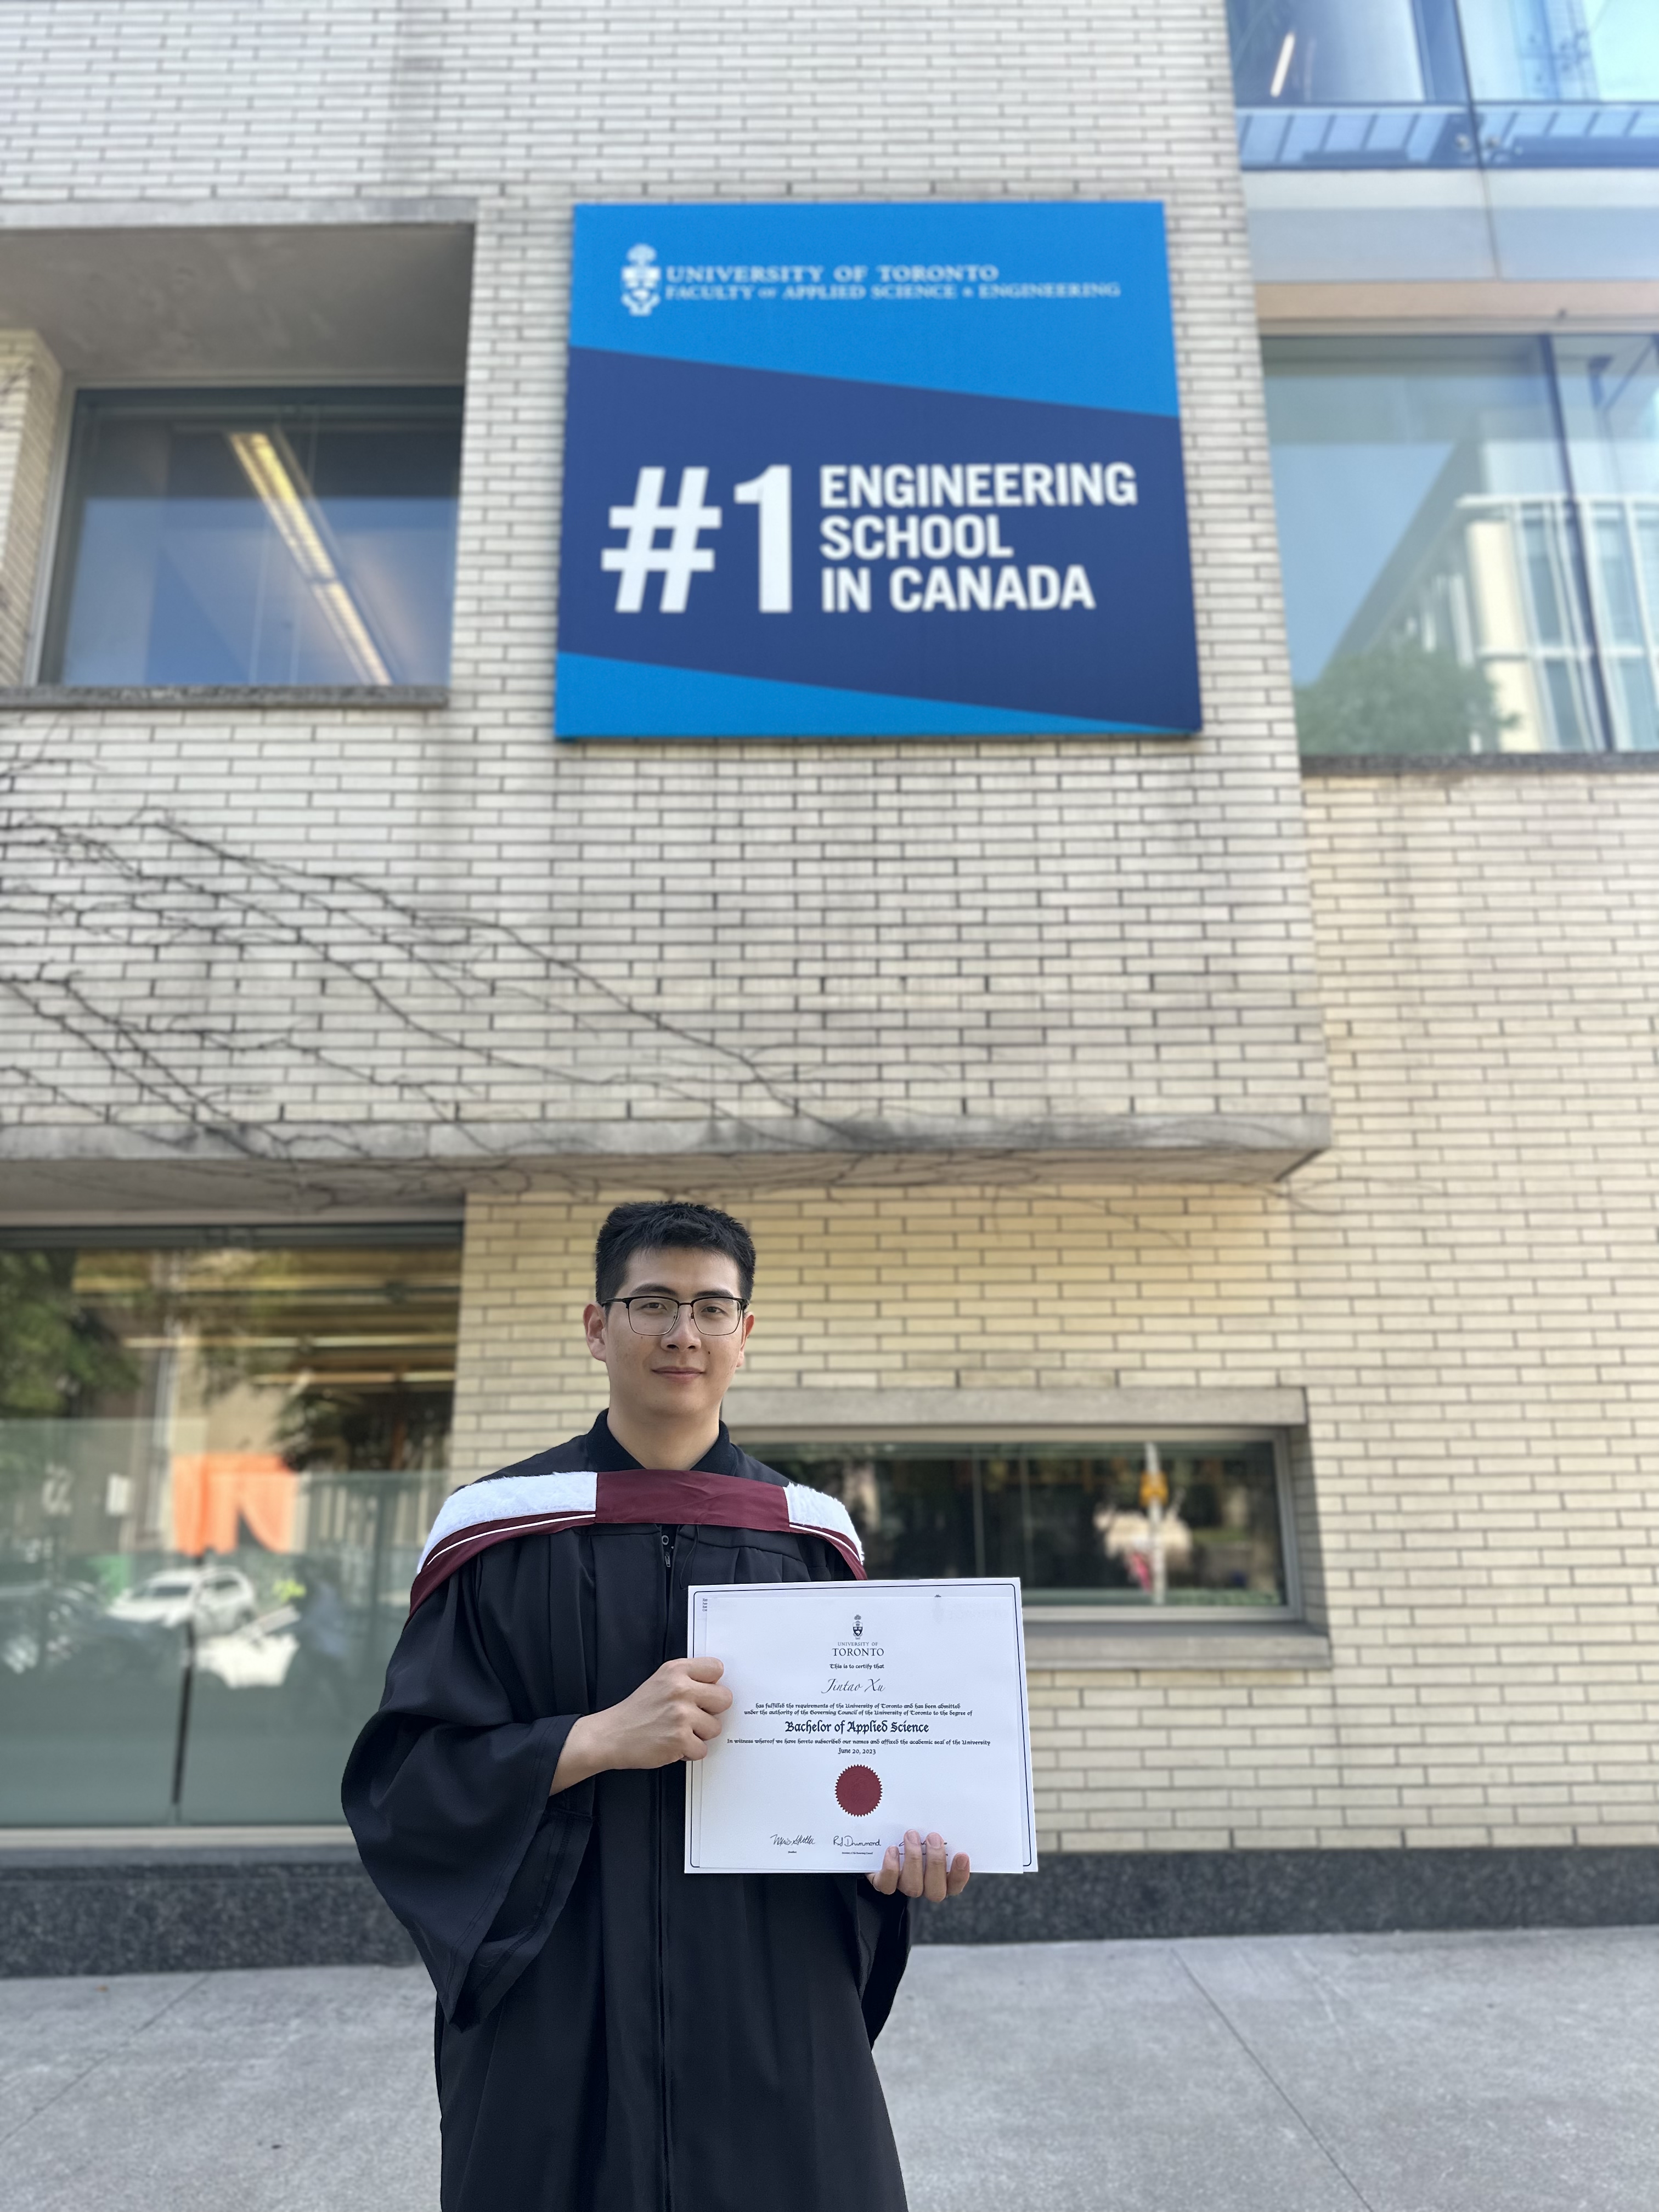 UNIVERSITY OF TORONTO
FACULTY OF APPLIED SCIENCE & ENGINEERING
#1 ENGINEERING
SCHOOL
IN CANADA
UNIVERSITY OF
TORONTO
This is to certify that
Jintao Xu
has fulfilled the requirements of the University of Toronto and has been admitted
under the authority of the Governing Council of the University of Toronto to the degree of
Bachelor of Applied Science
In witness whereof we have hereto subscribed our names and affixed the academic seal of the University
June 20, 2023